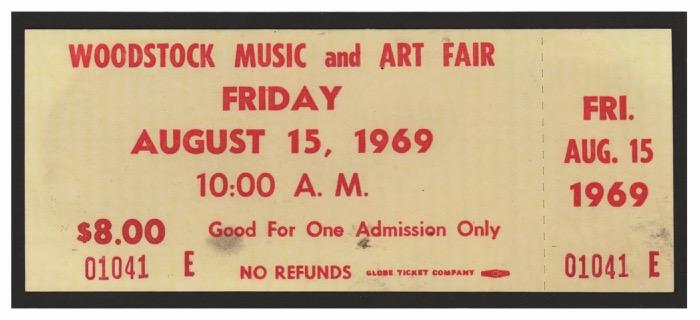 WOODSTOCK MUSIC and ART FAIR
FRIDAY
AUGUST 15, 1969
10:00 A. M.
$8.00 Good For One Admission Only
01041 E NO REFUNDS GLOBE TICKET COMPANY
FRI.
AUG. 15
1969
01041 E